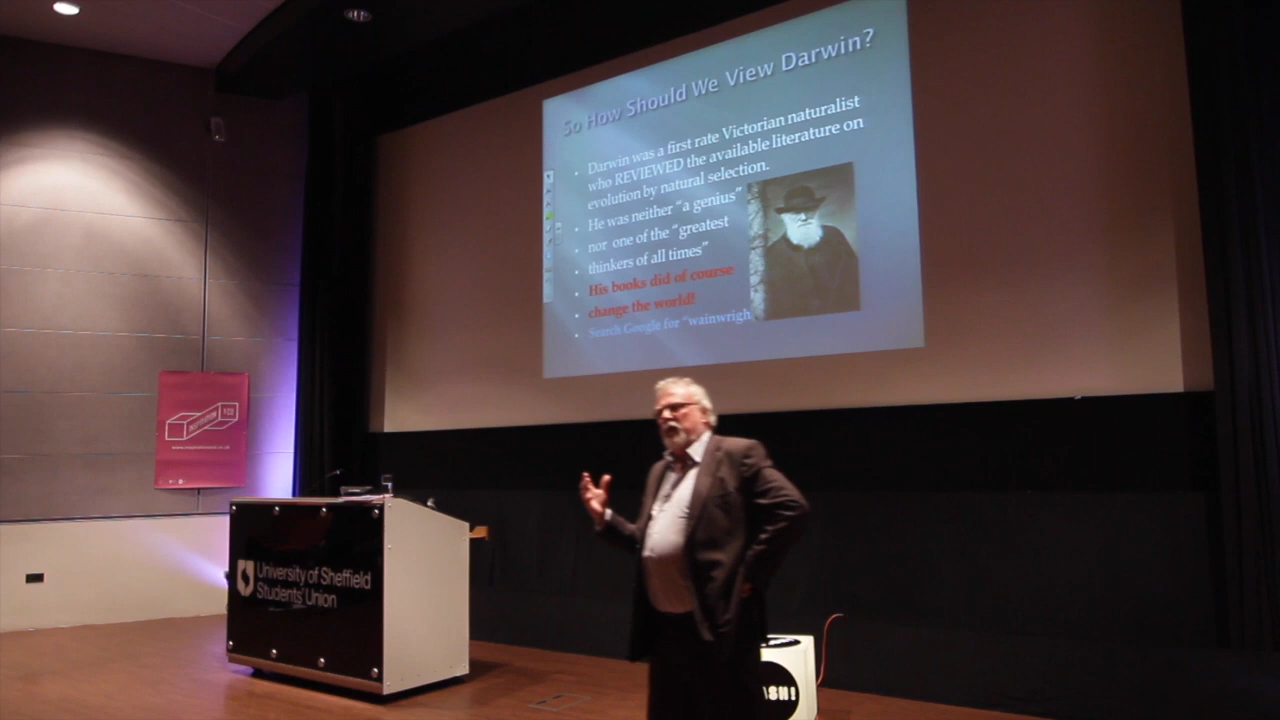 So How Should We View Darwin?
Darwin was a first rate Victorian naturalist
who REVIEWED the available literature on
evolution by natural selection.
He was neither “a genius”
nor one of the “greatest
thinkers of all times”
His books did of course
change the world!
Search Google for “wainwrigh
INSPIRATION
University of Sheffield
Students' Union
ASH!